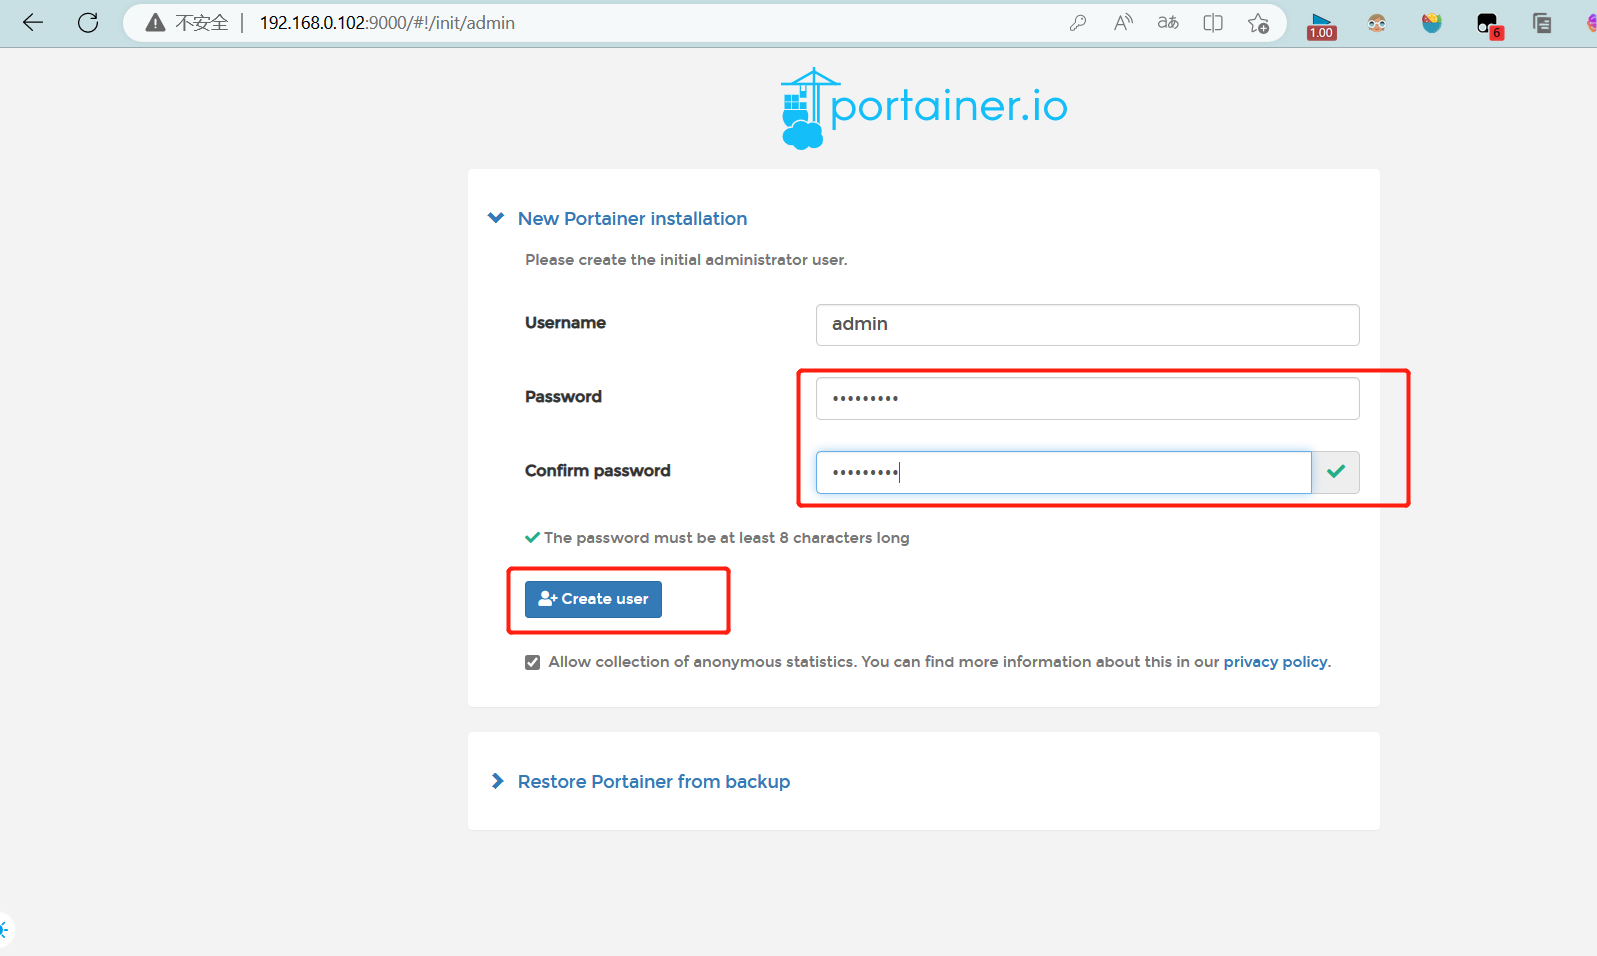 不安全 192.168.0.102:9000/#!/init/admin
A aあ 1.00 6
portainer.io
New Portainer installation
Please create the initial administrator user.
Username admin
Password •••••••••
Confirm password •••••••••
The password must be at least 8 characters long
Create user
Allow collection of anonymous statistics. You can find more information about this in our privacy policy.
Restore Portainer from backup